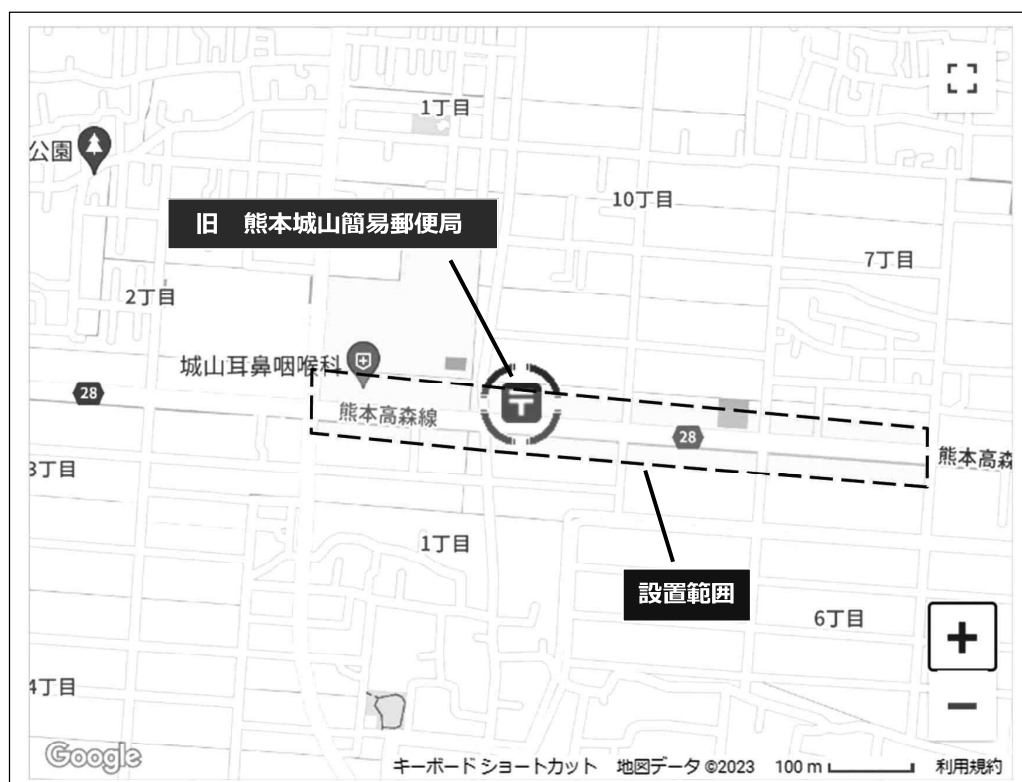 1丁目
公園
10丁目
旧　熊本城山簡易郵便局
7丁目
2丁目
城山耳鼻咽喉科
28
熊本高森線
28
熊本高森
3丁目
1丁目
設置範囲
6丁目
4丁目
Google
キーボード ショートカット　地図データ ©2023　100 m　利用規約